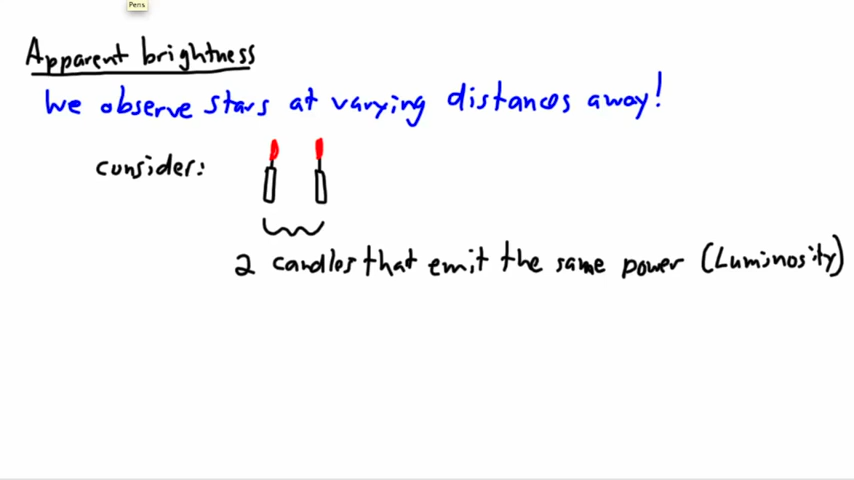 Pens
Apparent brightness
We observe stars at varying distances away!
consider:
2 candles that emit the same power (Luminosity)